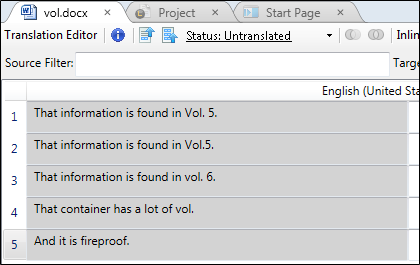 vol.docx Project Start Page
Translation Editor Status: Untranslated Inlin
Source Filter: Targe
English (United Sta
1 That information is found in Vol. 5.
2 That information is found in Vol.5.
3 That information is found in vol. 6.
4 That container has a lot of vol.
5 And it is fireproof.